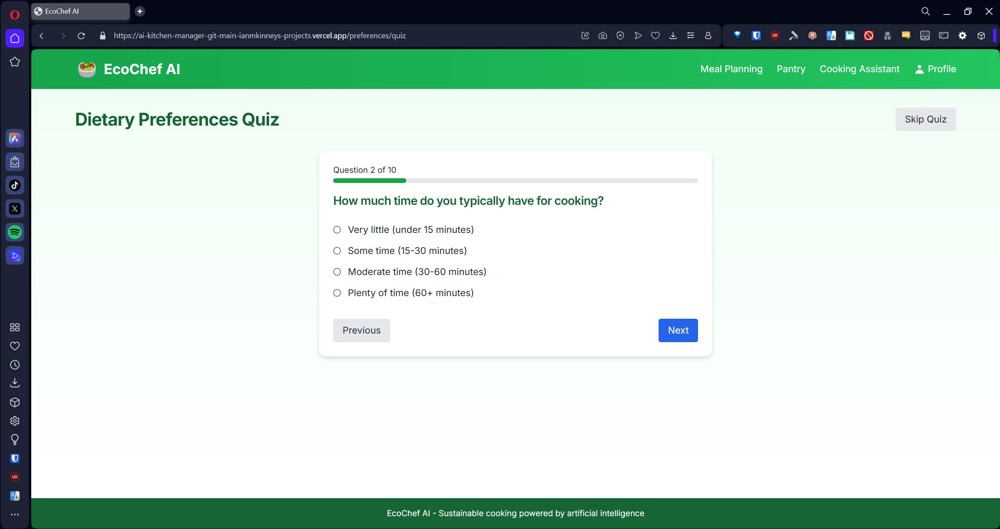 EcoChef AI
https://ai-kitchen-manager-git-main-ianmkinneys-projects.vercel.app/preferences/quiz
EcoChef AI
Meal Planning
Pantry
Cooking Assistant
Profile
Dietary Preferences Quiz
Skip Quiz
Question 2 of 10
How much time do you typically have for cooking?
Very little (under 15 minutes)
Some time (15-30 minutes)
Moderate time (30-60 minutes)
Plenty of time (60+ minutes)
Previous
Next
EcoChef AI - Sustainable cooking powered by artificial intelligence